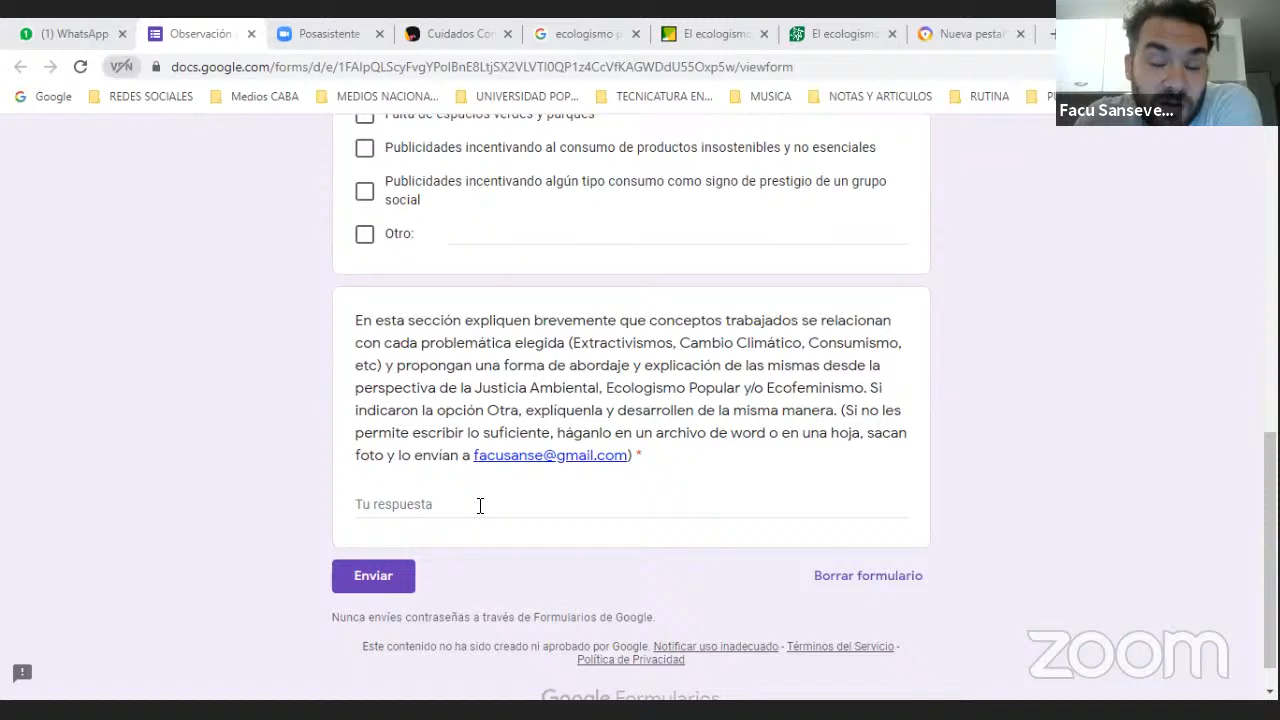 (1) WhatsApp
Observación
Posasistente
Cuidados Co
ecologismo p
El ecologism
El ecologism
Nueva pesta
docs.google.com/forms/d/e/1FAIpQLScyFvgYPoIBnE8LtjSX2VLVTl0QP1z4CcVfKAGWDdU55Oxp5w/viewform
Google
REDES SOCIALES
Medios CABA
MEDIOS NACIONA...
UNIVERSIDAD POP...
TECNICATURA EN...
MUSICA
NOTAS Y ARTICULOS
RUTINA
Facu Sanseve...
Falta de espacios verdes y parques
Publicidades incentivando al consumo de productos insostenibles y no esenciales
Publicidades incentivando algún tipo consumo como signo de prestigio de un grupo
social
Otro:
En esta sección expliquen brevemente que conceptos trabajados se relacionan
con cada problemática elegida (Extractivismos, Cambio Climático, Consumismo,
etc) y propongan una forma de abordaje y explicación de las mismas desde la
perspectiva de la Justicia Ambiental, Ecologismo Popular y/o Ecofeminismo. Si
indicaron la opción Otra, explíquenla y desarrollen de la misma manera. (Si no les
permite escribir lo suficiente, háganlo en un archivo de word o en una hoja, sacan
foto y lo envían a facusanse@gmail.com) *
Tu respuesta
Enviar
Borrar formulario
Nunca envíes contraseñas a través de Formularios de Google.
Este contenido no ha sido creado ni aprobado por Google. Notificar uso inadecuado - Términos del Servicio -
Política de Privacidad
Google Formularios
zoom